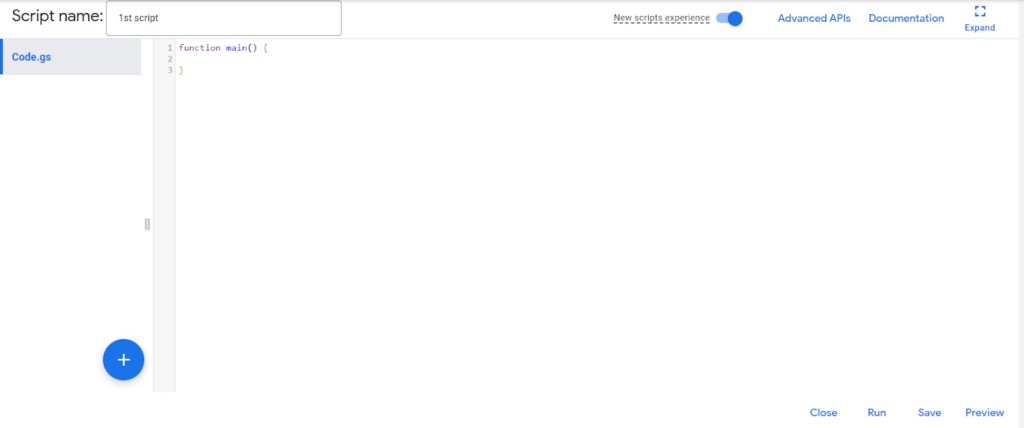 Script name: 1st script New scripts experience Advanced APIs Documentation Expand
Code.gs
1 function main() {
2
3 }
+
Close Run Save Preview